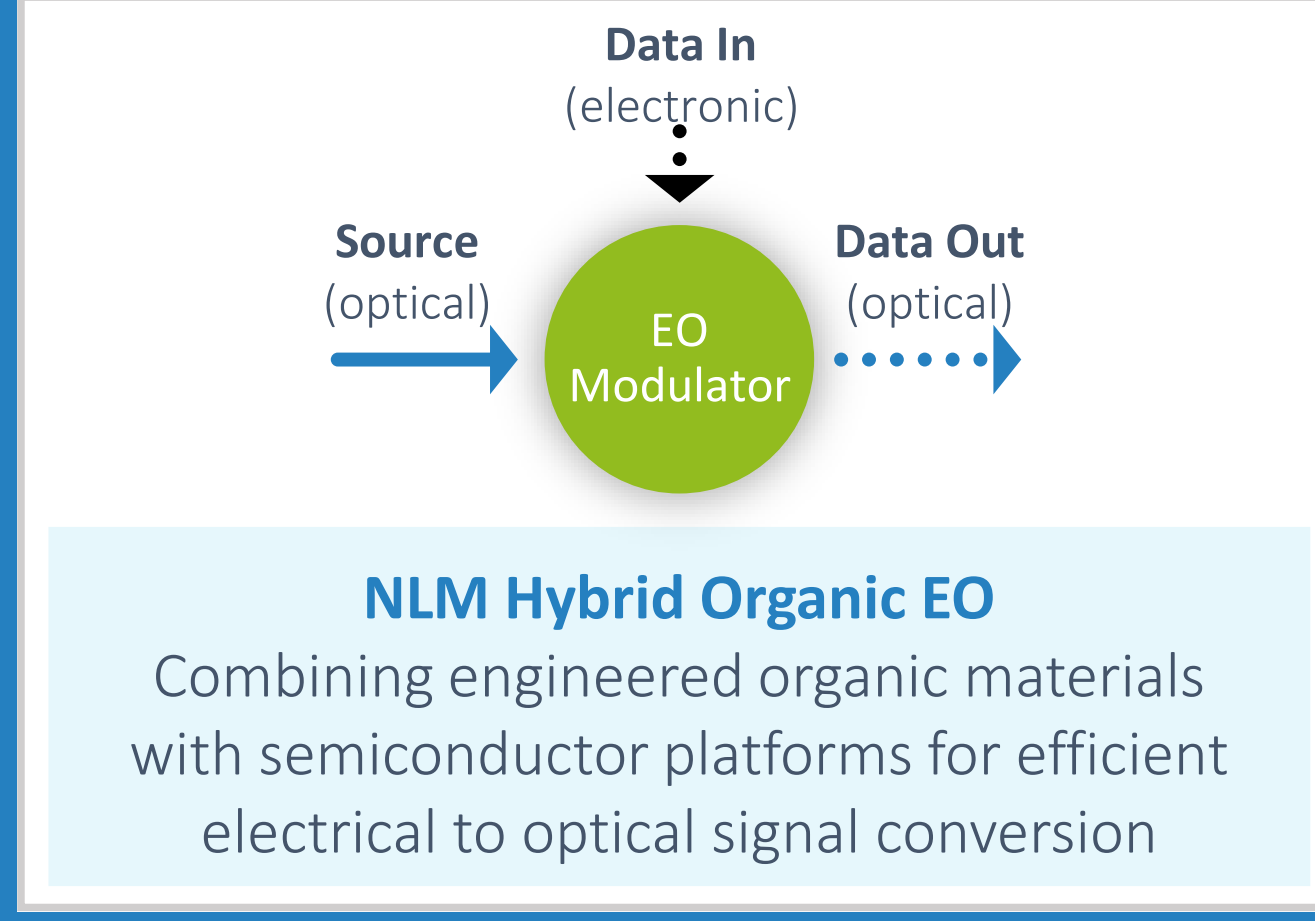 Data In
(electronic)
Source
(optical)
Data Out
(optical)
EO
Modulator
NLM Hybrid Organic EO
Combining engineered organic materials
with semiconductor platforms for efficient
electrical to optical signal conversion